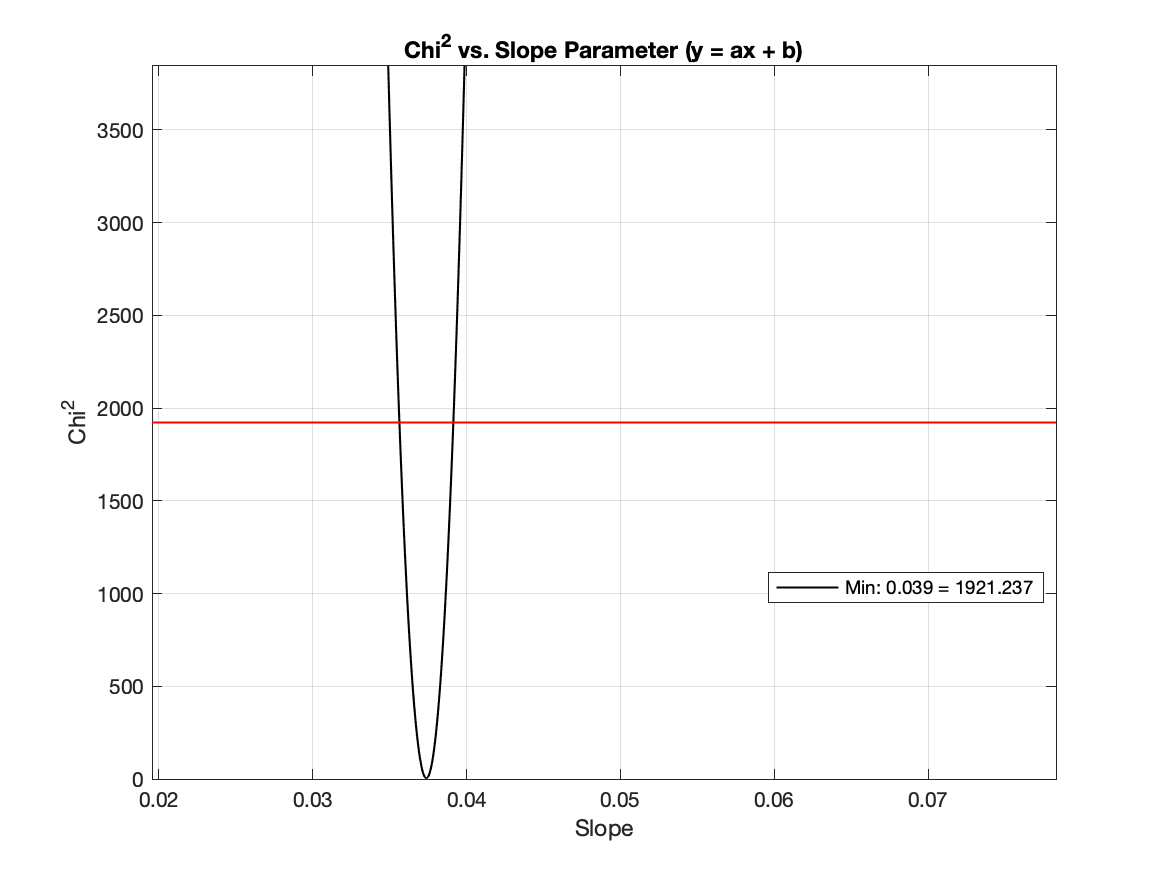 Chi² vs. Slope Parameter (y = ax + b)
3500
3000
2500
2000
1500
1000
500
0
Chi²
Min: 0.039 = 1921.237
0.02 0.03 0.04 0.05 0.06 0.07
Slope